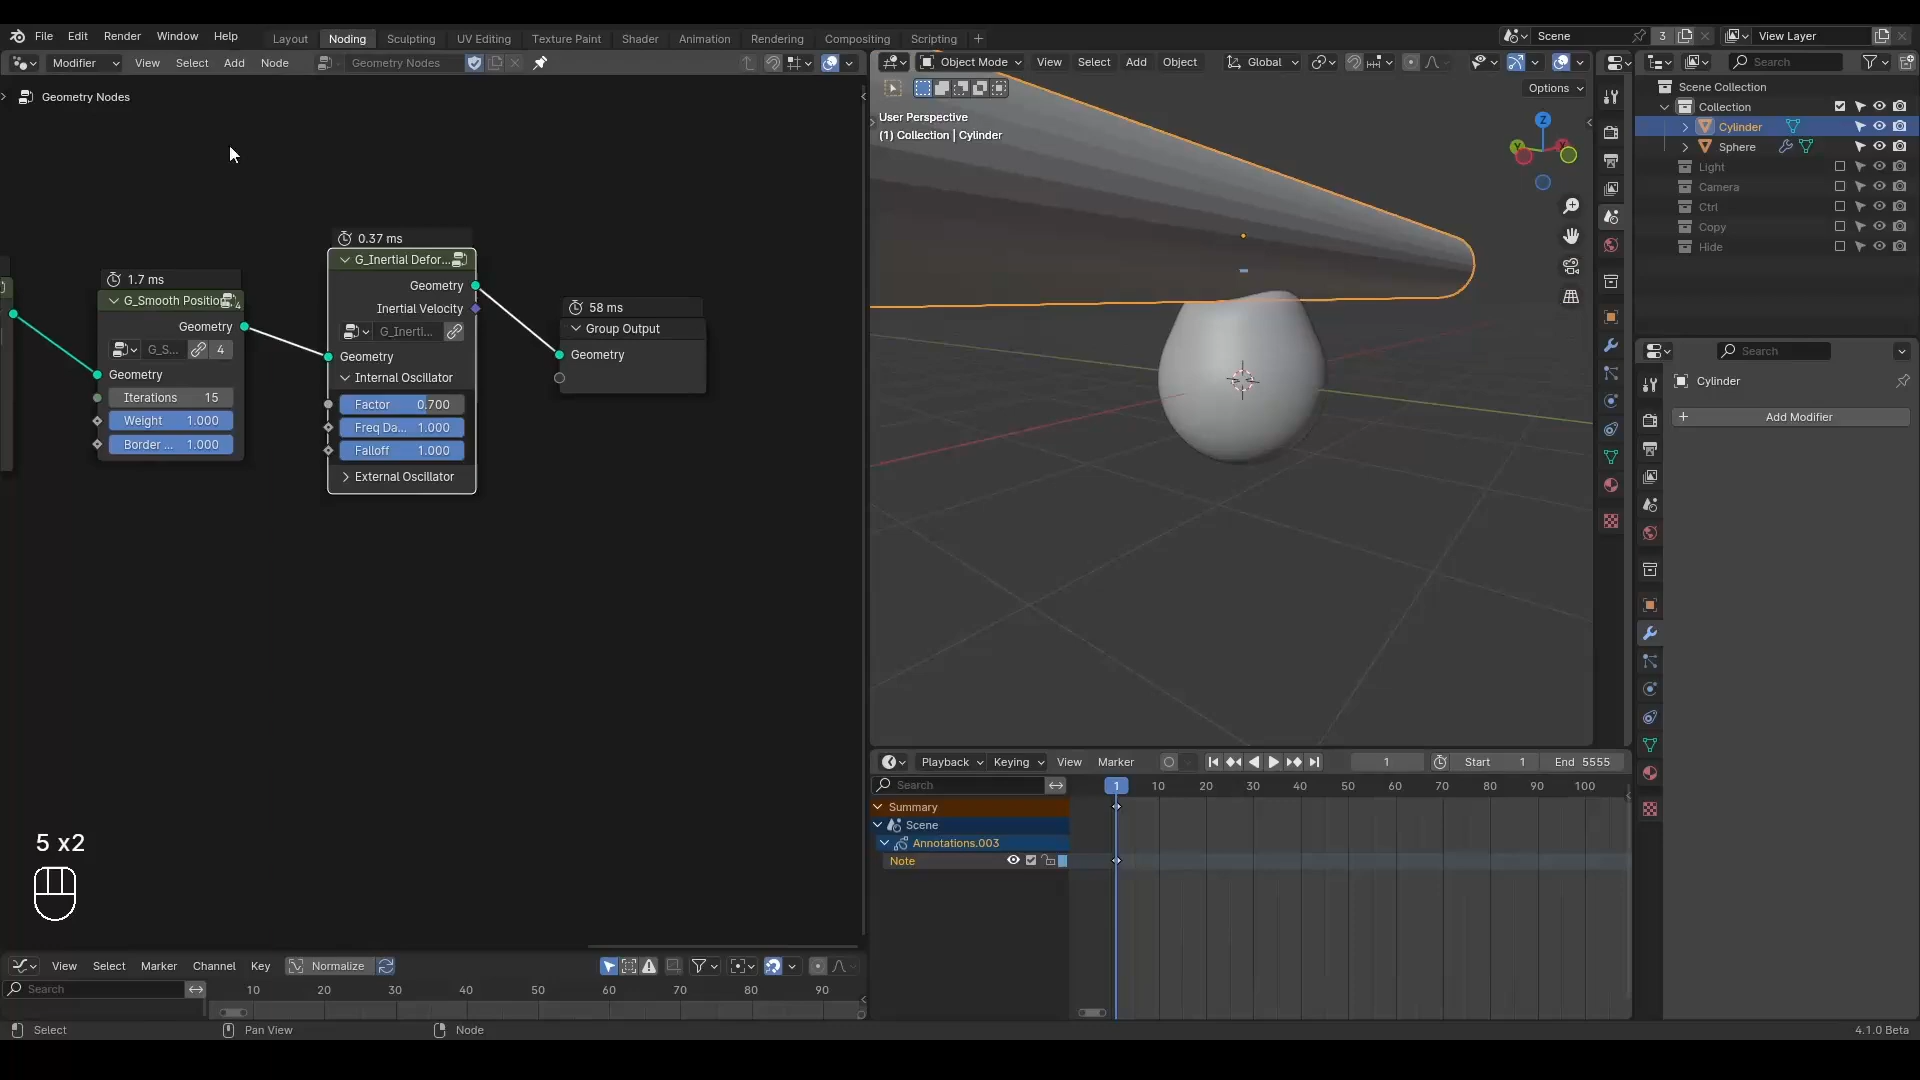 File Edit Render Window Help Layout Noding Sculpting UV Editing Texture Paint Shader Animation Rendering Compositing Scripting + Scene 3 View Layer
Modifier View Select Add Node Geometry Nodes
Object Mode View Select Add Object Global
Search
Geometry Nodes
Options
User Perspective
(1) Collection | Cylinder
Z
Scene Collection
Collection
Cylinder
Sphere
Light
Camera
Ctrl
Copy
Hide
Search
Cylinder
Add Modifier
1.7 ms
G_Smooth Position
4
Geometry
G_S... 4
Geometry
Iterations 15
Weight 1.000
Border ... 1.000
0.37 ms
G_Inertial Defor...
Geometry
Inertial Velocity
G_Inerti...
Geometry
Internal Oscillator
Factor 0.700
Freq Da... 1.000
Falloff 1.000
External Oscillator
58 ms
Group Output
Geometry
5 x2
Playback Keying View Marker 1 Start 1 End 5555
Search 1 10 20 30 40 50 60 70 80 90 100
Summary
Scene
Annotations.003
Note
View Select Marker Channel Key Normalize
Search 10 20 30 40 50 60 70 80 90
Select Pan View Node 4.1.0 Beta